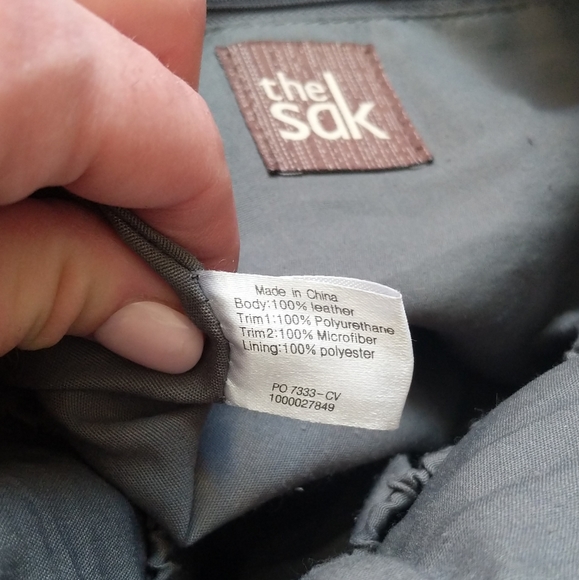 the
sak
Made in China
Body:100% leather
Trim1:100% Polyurethane
Trim2:100% Microfiber
Lining:100% polyester
PO 7333-CV
1000027849